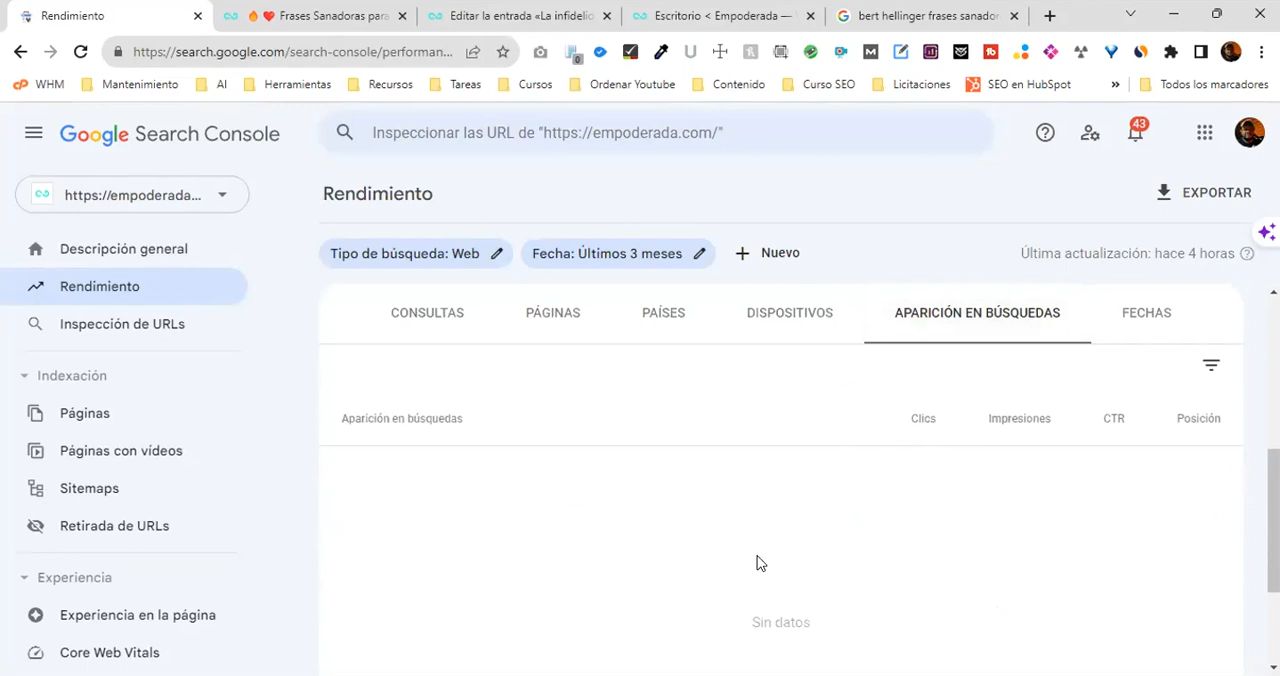 Rendimiento
🔥❤️ Frases Sanadoras para
Editar la entrada «La infidelid
Escritorio < Empoderada —
bert hellinger frases sanador
https://search.google.com/search-console/performan...
0
M
WHM
Mantenimiento
AI
Herramientas
Recursos
Tareas
Cursos
Ordenar Youtube
Contenido
Curso SEO
Licitaciones
SEO en HubSpot
»
Todos los marcadores
Google Search Console
Inspeccionar las URL de "https://empoderada.com/"
43
https://empoderada...
Rendimiento
EXPORTAR
Descripción general
Tipo de búsqueda: Web
Fecha: Últimos 3 meses
Nuevo
Última actualización: hace 4 horas
Rendimiento
Inspección de URLs
CONSULTAS
PÁGINAS
PAÍSES
DISPOSITIVOS
APARICIÓN EN BÚSQUEDAS
FECHAS
Indexación
Páginas
Aparición en búsquedas
Clics
Impresiones
CTR
Posición
Páginas con vídeos
Sitemaps
Retirada de URLs
Experiencia
Experiencia en la página
Sin datos
Core Web Vitals